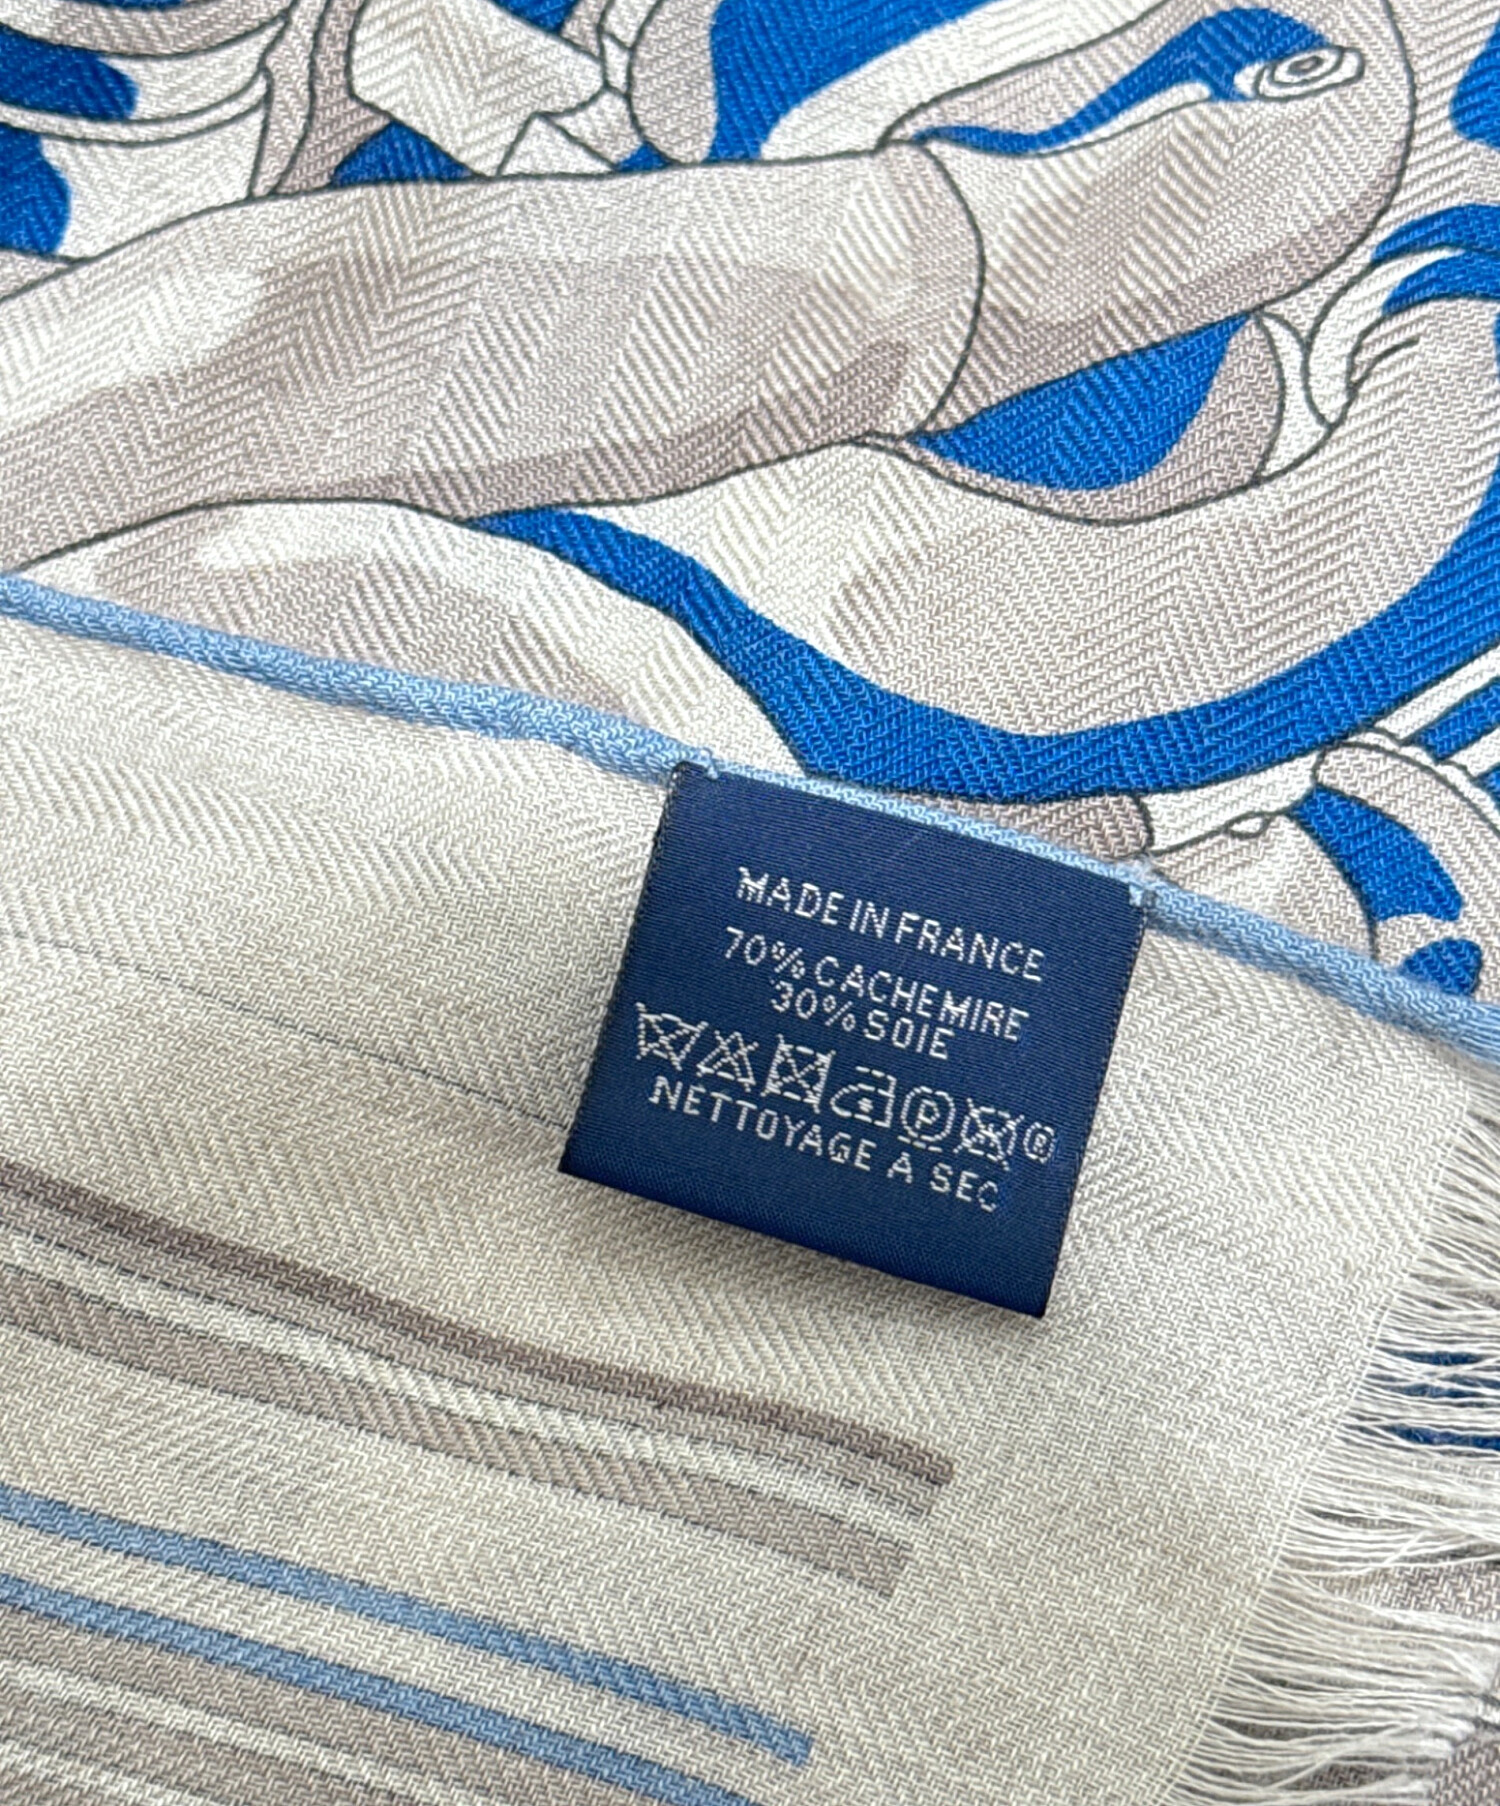 MADE IN FRANCE
70% CACHEMIRE
30% SOIE
P ®
NETTOYAGE A SEC